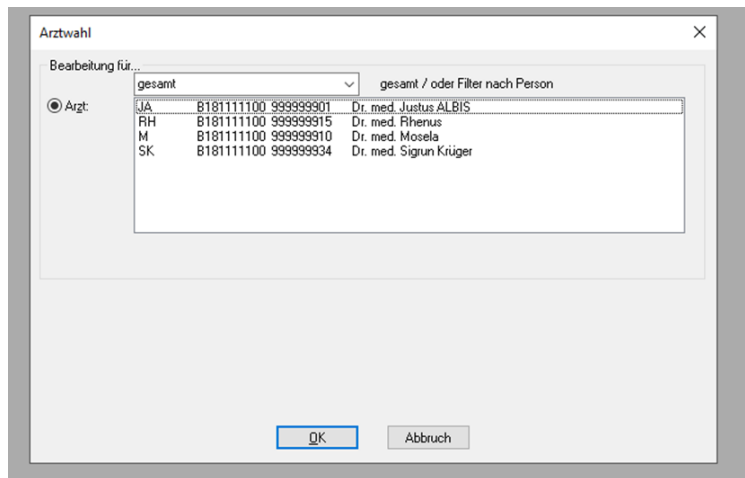 Arztwahl
Bearbeitung für...
gesamt gesamt / oder Filter nach Person
Arzt:
JA B181111100 999999901 Dr. med. Justus ALBIS
RH B181111100 999999915 Dr. med. Rhenus
M B181111100 999999910 Dr. med. Mosela
SK B181111100 999999934 Dr. med. Sigrun Krüger
OK Abbruch